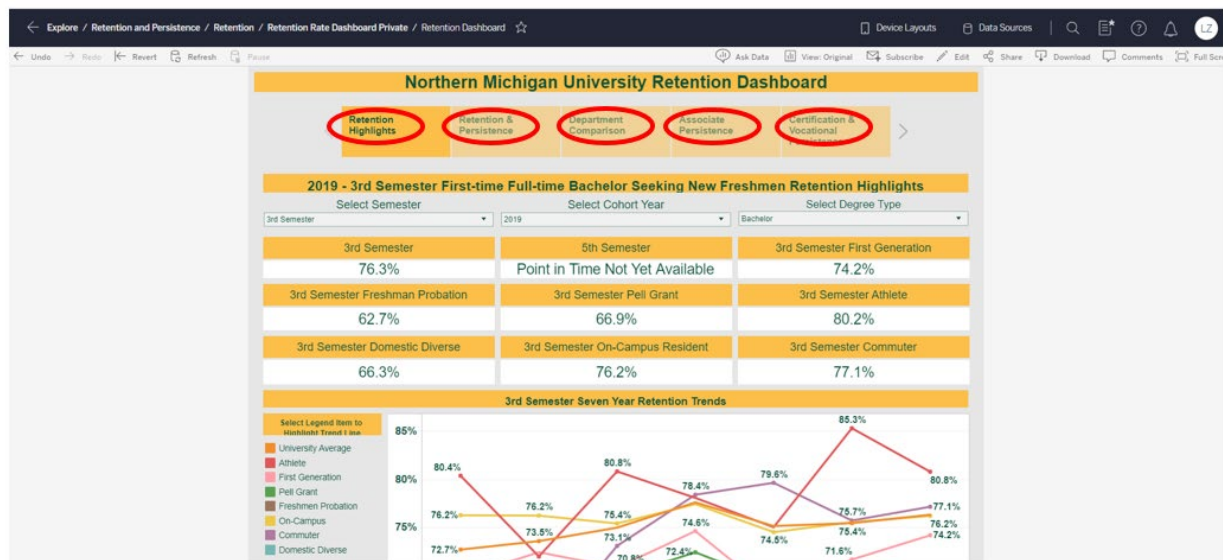 Explore / Retention and Persistence / Retention / Retention Rate Dashboard Private / Retention Dashboard
Device Layouts
Data Sources
LZ
Undo
Redo
Revert
Refresh
Pause
Ask Data
View: Original
Subscribe
Edit
Share
Download
Comments
Full Scr
Northern Michigan University Retention Dashboard
Retention Highlights
Retention & Persistence
Department Comparison
Associate Persistence
Certification & Vocational Persistence
2019 - 3rd Semester First-time Full-time Bachelor Seeking New Freshmen Retention Highlights
Select Semester
Select Cohort Year
Select Degree Type
3rd Semester
2019
Bachelor
3rd Semester
5th Semester
3rd Semester First Generation
76.3%
Point in Time Not Yet Available
74.2%
3rd Semester Freshman Probation
3rd Semester Pell Grant
3rd Semester Athlete
62.7%
66.9%
80.2%
3rd Semester Domestic Diverse
3rd Semester On-Campus Resident
3rd Semester Commuter
66.3%
76.2%
77.1%
3rd Semester Seven Year Retention Trends
Select Legend Item to
Highlight Trend Line
University Average
Athlete
First Generation
Pell Grant
Freshmen Probation
On-Campus
Commuter
Domestic Diverse
85%
80%
75%
85.3%
80.4%
80.8%
79.6%
80.8%
78.4%
76.2%
76.2%
75.4%
75.7%
77.1%
76.2%
74.6%
73.5%
73.1%
74.5%
75.4%
74.2%
72.7%
70.8%
72.4%
71.6%